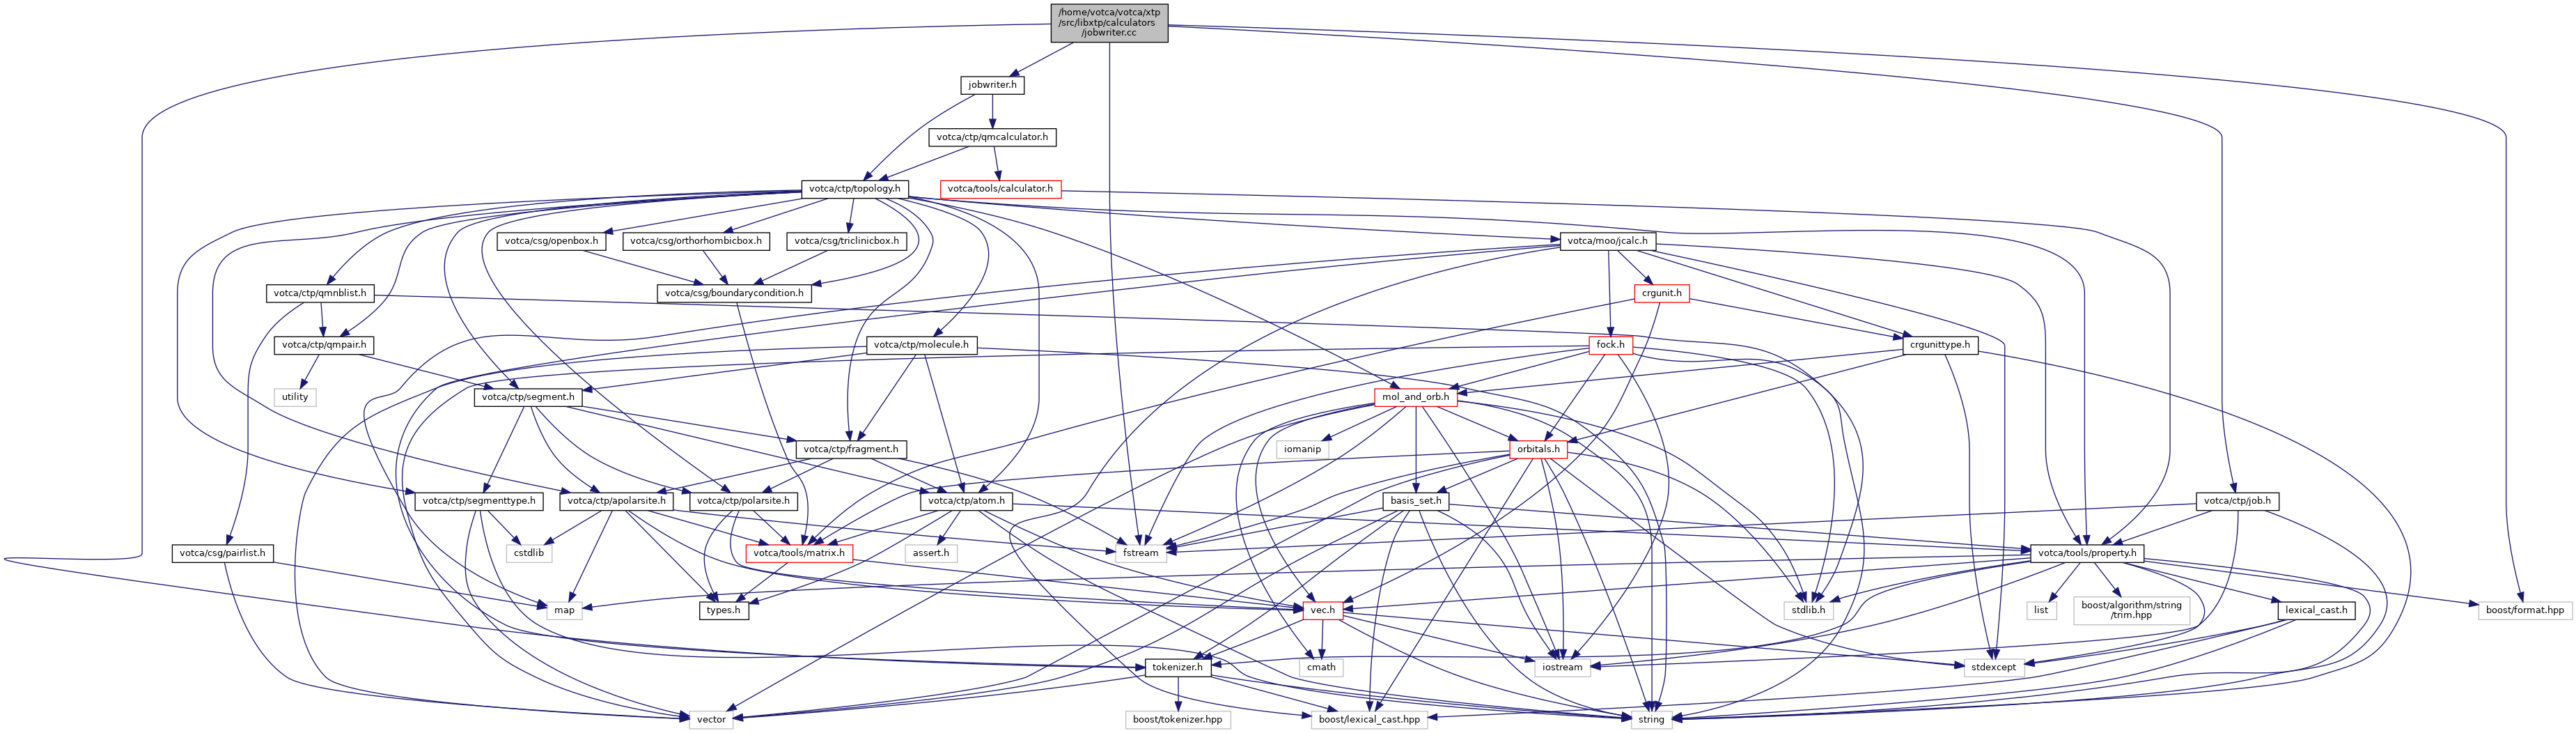 /home/votca/votca/xtp
/src/libxtp/calculators
/jobwriter.cc
jobwriter.h
votca/ctp/qmcalculator.h
votca/ctp/topology.h
votca/tools/calculator.h
votca/csg/openbox.h
votca/csg/orthorhombicbox.h
votca/csg/triclinicbox.h
votca/moo/jcalc.h
votca/ctp/qmnblist.h
votca/csg/boundarycondition.h
crgunit.h
votca/ctp/qmpair.h
votca/ctp/molecule.h
fock.h
crgunittype.h
utility
votca/ctp/segment.h
mol_and_orb.h
votca/ctp/fragment.h
iomanip
orbitals.h
votca/ctp/segmenttype.h
votca/ctp/apolarsite.h
votca/ctp/polarsite.h
votca/ctp/atom.h
basis_set.h
votca/ctp/job.h
votca/csg/pairlist.h
cstdlib
votca/tools/matrix.h
assert.h
fstream
votca/tools/property.h
map
types.h
vec.h
stdlib.h
list
boost/algorithm/string
/trim.hpp
lexical_cast.h
boost/format.hpp
tokenizer.h
cmath
iostream
stdexcept
vector
boost/tokenizer.hpp
boost/lexical_cast.hpp
string